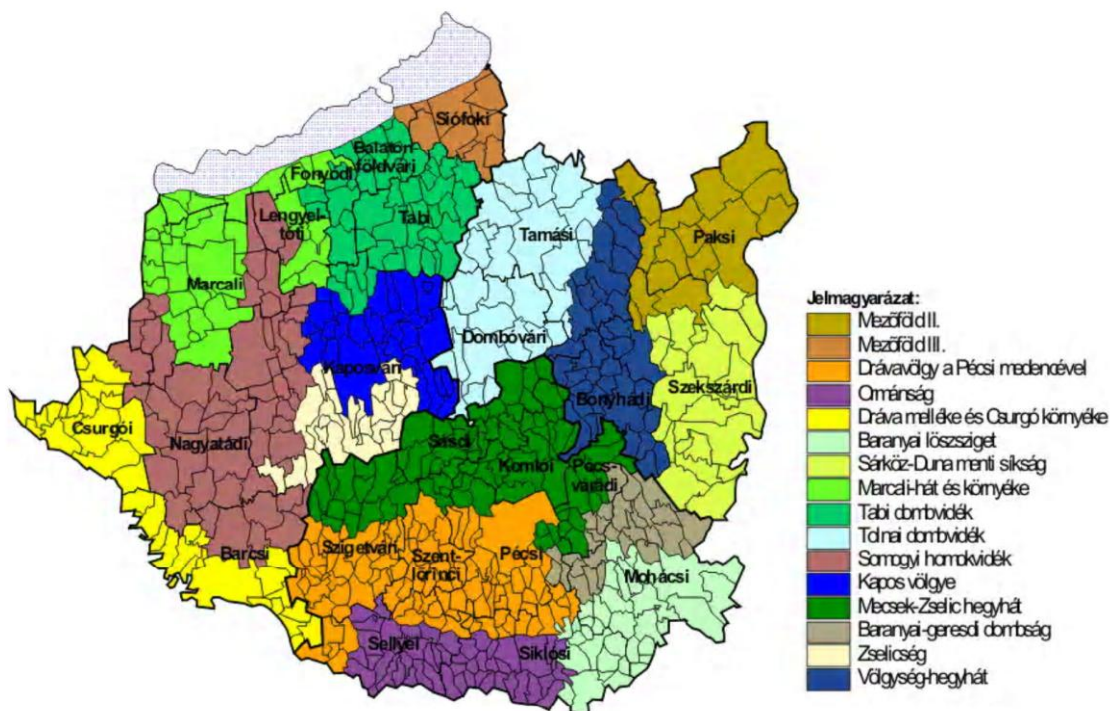 Siófoki
Balaton
földvári
Fonyódi
Lengyel-
tóti
Tabi
Tamási
Paksi
Marcali
Dombóvári
Kaposvári
Bonyhádi
Szekszárdi
Csurgói
Nagyatádi
Sásdi
Komlói
Pécs-
váradi
Barcsi
Szigetvári
Szent-
lőrinci
Pécsi
Mohácsi
Sellyei
Siklósi
Jelmagyarázat:
Mezőföld II.
Mezőföld III.
Drávavölgy a Pécsi medencével
Ormánság
Dráva melléke és Csurgó környéke
Baranyai löszsziget
Sárköz-Duna menti síkság
Marcali-hát és környéke
Tabi dombvidék
Tolnai dombvidék
Somogyi homokvidék
Kapos völgye
Mecsek-Zselic hegyhát
Baranyai-geresdi dombság
Zselicség
Völgység-hegyhát